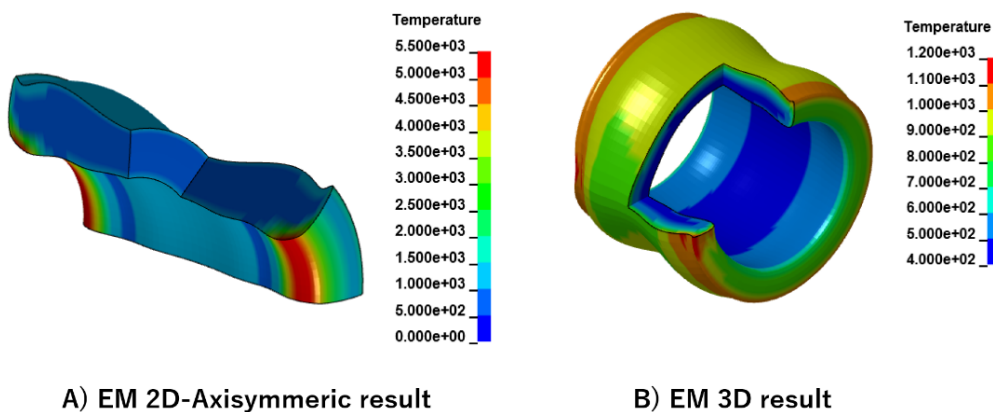 Temperature
5.500e+03
5.000e+03
4.500e+03
4.000e+03
3.500e+03
3.000e+03
2.500e+03
2.000e+03
1.500e+03
1.000e+03
5.000e+02
0.000e+00
A) EM 2D-Axisymmeric result
Temperature
1.200e+03
1.100e+03
1.000e+03
9.000e+02
8.000e+02
7.000e+02
6.000e+02
5.000e+02
4.000e+02
B) EM 3D result